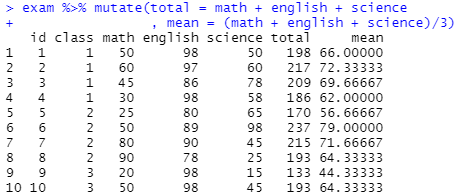 > exam %>% mutate(total = math + english + science
+ , mean = (math + english + science)/3)
id class math english science total mean
1 1 1 50 98 50 198 66.00000
2 2 1 60 97 60 217 72.33333
3 3 1 45 86 78 209 69.66667
4 4 1 30 98 58 186 62.00000
5 5 2 25 80 65 170 56.66667
6 6 2 50 89 98 237 79.00000
7 7 2 80 90 45 215 71.66667
8 8 2 90 78 25 193 64.33333
9 9 3 20 98 15 133 44.33333
10 10 3 50 98 45 193 64.33333